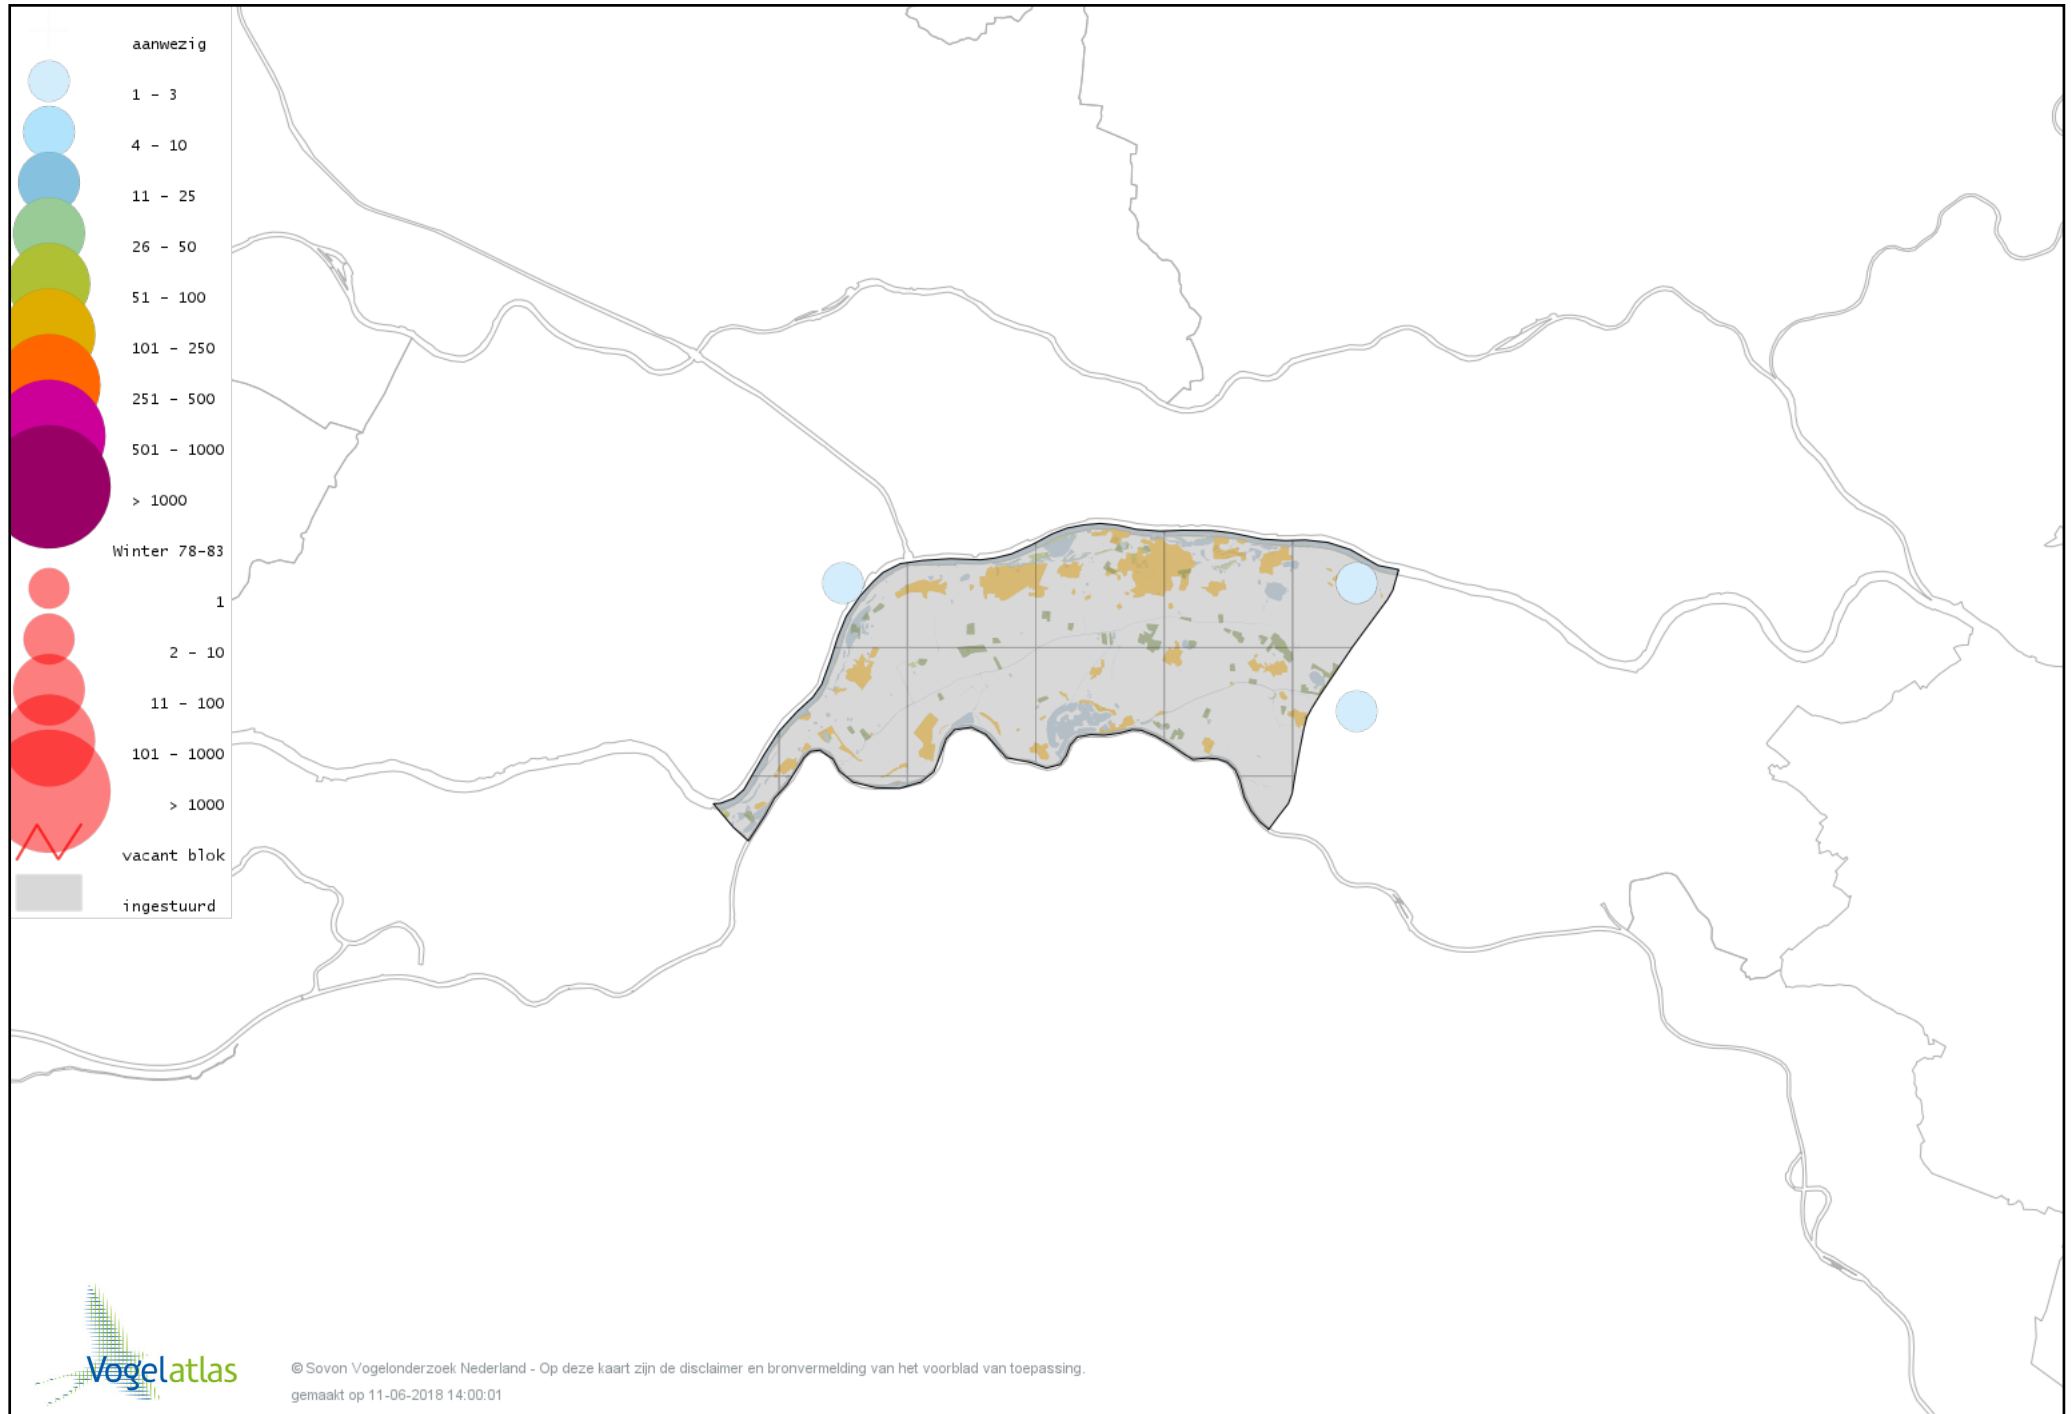 aanwezig
1 – 3
4 – 10
11 – 25
26 – 50
51 – 100
101 – 250
251 – 500
501 – 1000
> 1000
Winter 78-83
1
2 – 10
11 – 100
101 – 1000
> 1000
vacant blok
ingestuurd
Vogelatlas
© Sovon Vogelonderzoek Nederland - Op deze kaart zijn de disclaimer en bronvermelding van het voorblad van toepassing.
gemaakt op 11-06-2018 14:00:01